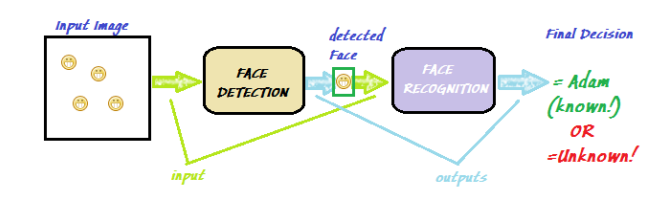 Input Image
detected
Face
Final Decision
FACE
DETECTION
FACE
RECOGNITION
= Adam
(known!)
OR
=Unknown!
input
outputs